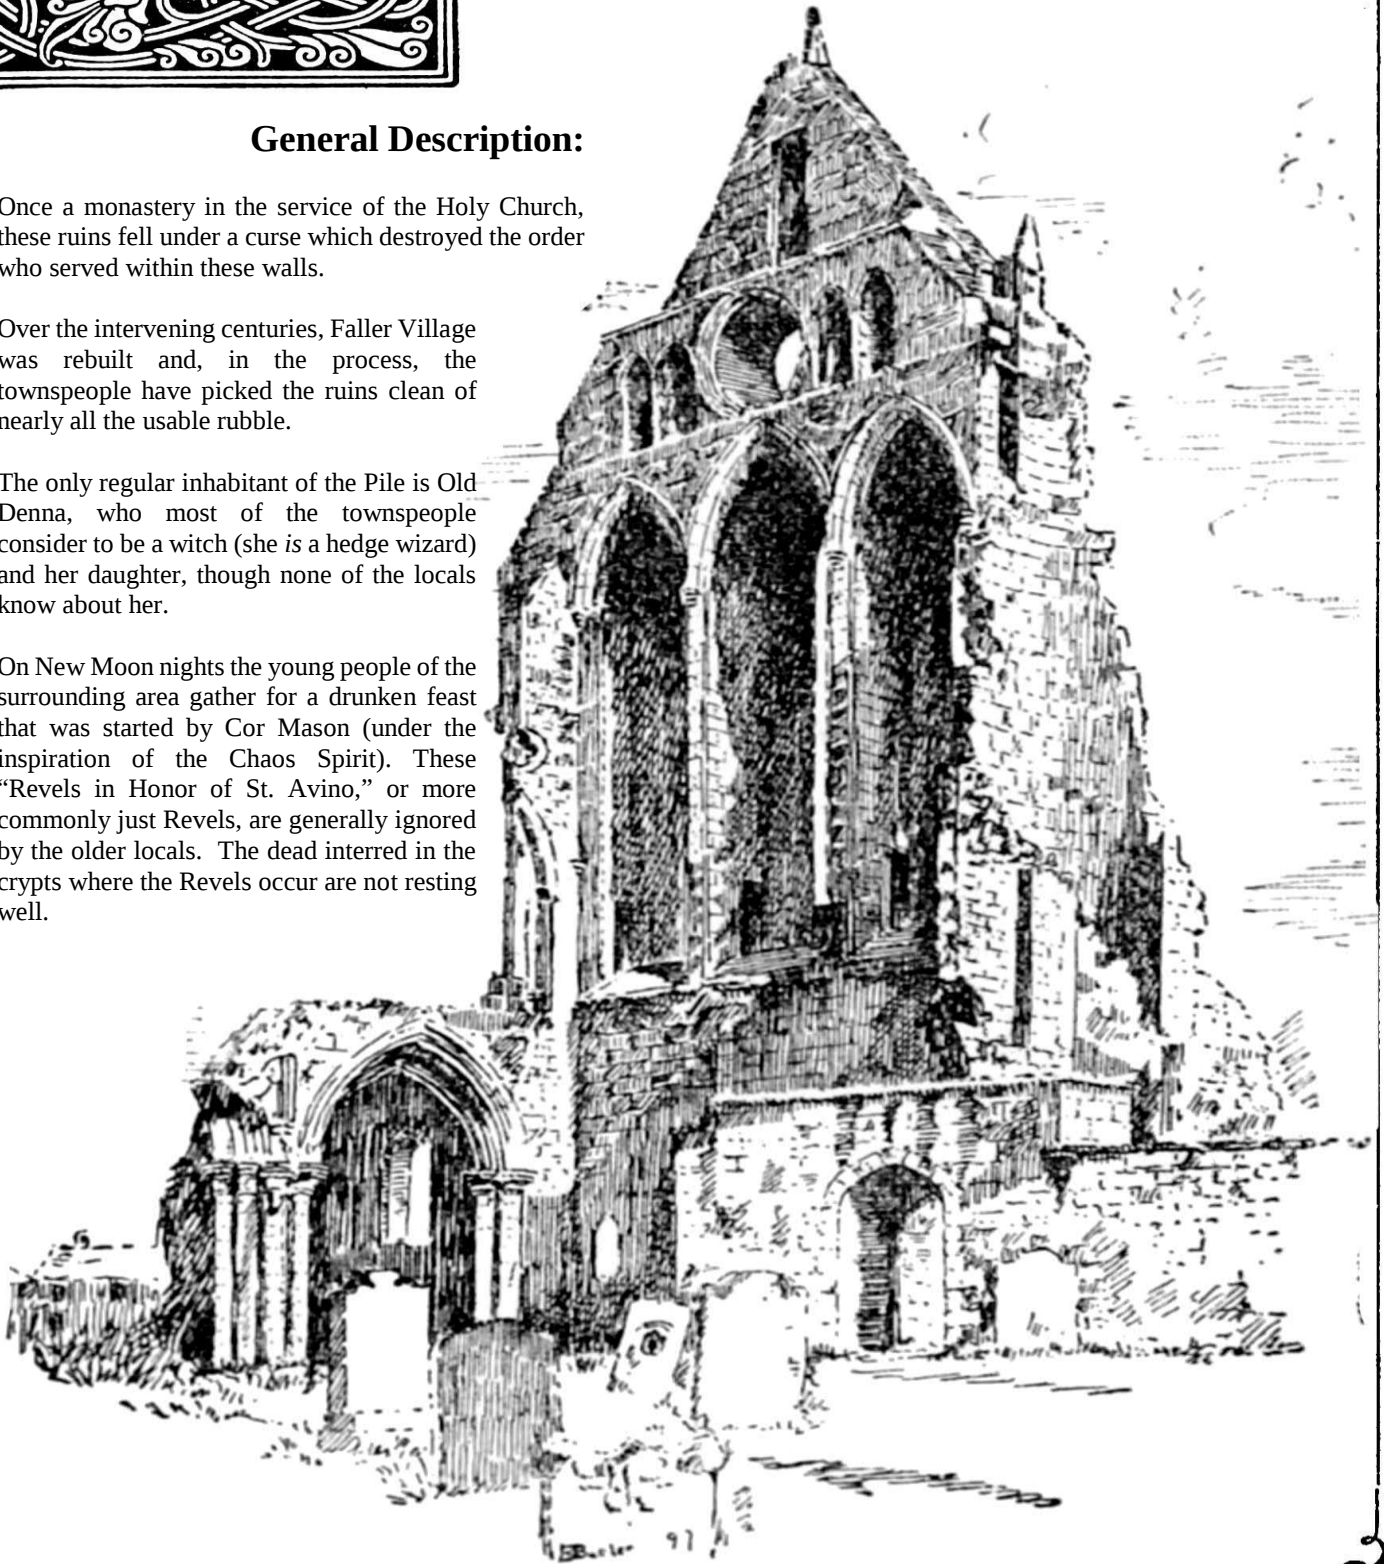 General Description:
Once a monastery in the service of the Holy Church,
these ruins fell under a curse which destroyed the order
who served within these walls.
Over the intervening centuries, Faller Village
was rebuilt and, in the process, the
townspeople have picked the ruins clean of
nearly all the usable rubble.
The only regular inhabitant of the Pile is Old
Denna, who most of the townspeople
consider to be a witch (she is a hedge wizard)
and her daughter, though none of the locals
know about her.
On New Moon nights the young people of the
surrounding area gather for a drunken feast
that was started by Cor Mason (under the
inspiration of the Chaos Spirit). These
“Revels in Honor of St. Avino,” or more
commonly just Revels, are generally ignored
by the older locals.  The dead interred in the
crypts where the Revels occur are not resting
well.
97